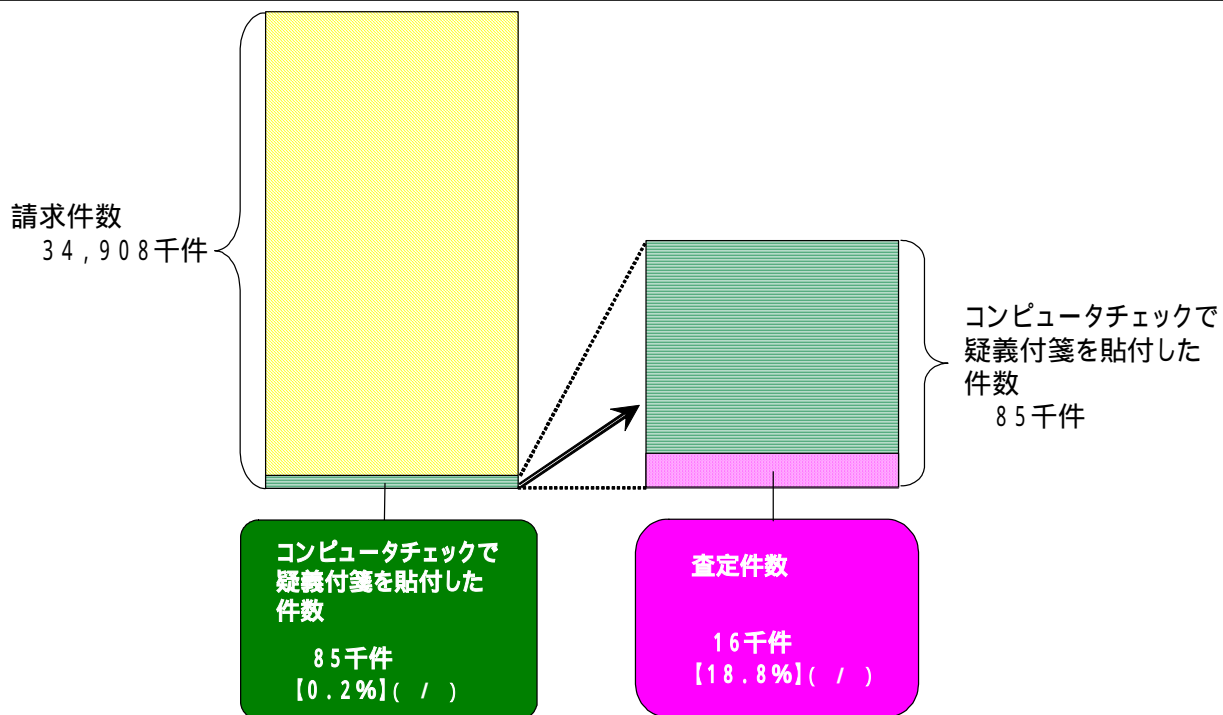 請求件数
34,908千件
コンピュータチェックで
疑義付箋を貼付した
件数
85千件
コンピュータチェックで
疑義付箋を貼付した
件数
85千件
【0.2%】( / )
査定件数
16千件
【18.8%】( / )